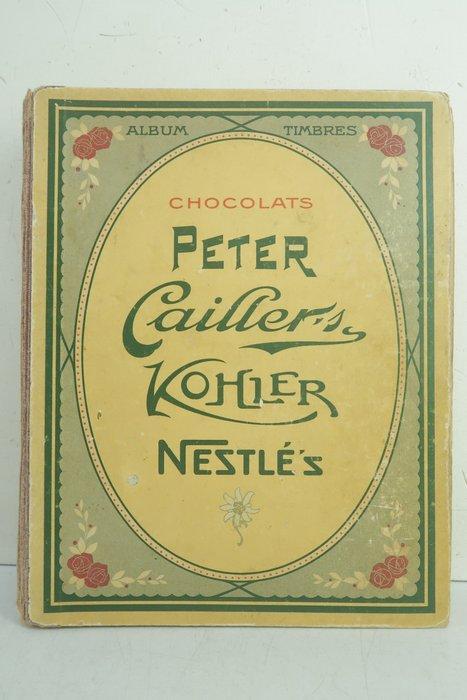 ALBUM TIMBRES
CHOCOLATS
PETER
Cailler's
KOHLER
NESTLÉ'S